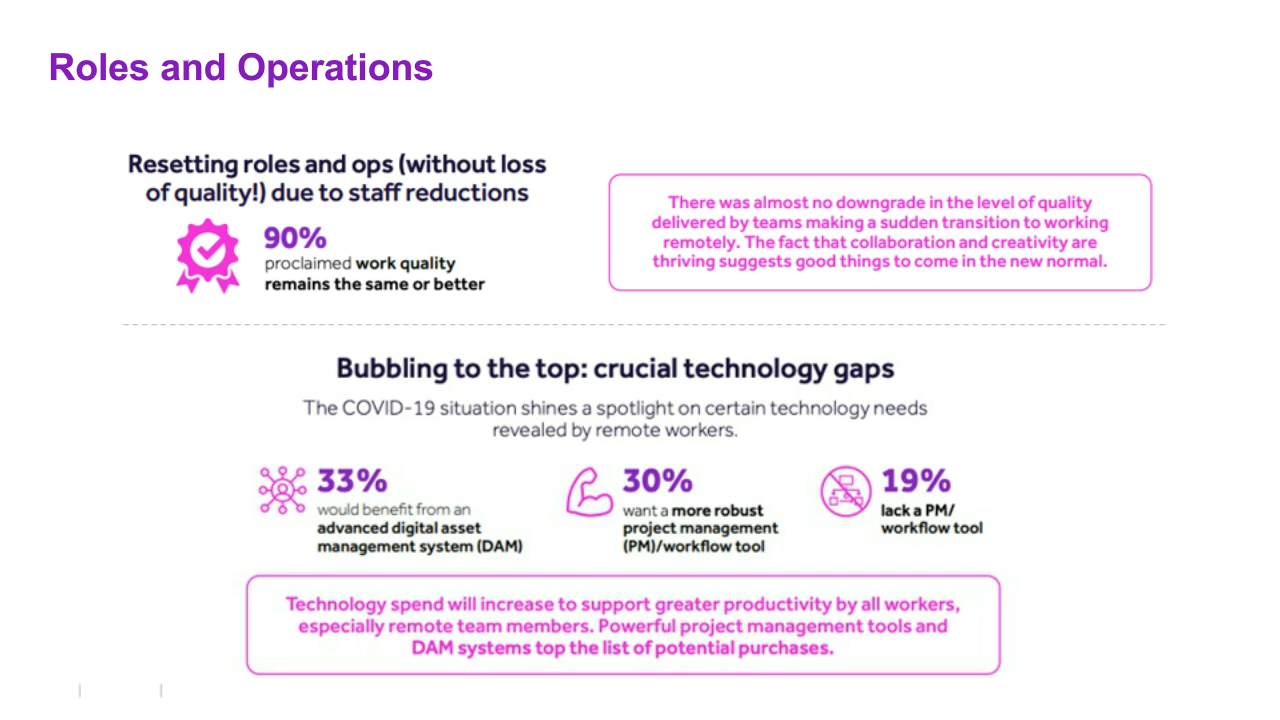 Roles and Operations
Resetting roles and ops (without loss
of quality!) due to staff reductions
90%
proclaimed work quality
remains the same or better
There was almost no downgrade in the level of quality
delivered by teams making a sudden transition to working
remotely. The fact that collaboration and creativity are
thriving suggests good things to come in the new normal.
Bubbling to the top: crucial technology gaps
The COVID-19 situation shines a spotlight on certain technology needs
revealed by remote workers.
33%
would benefit from an
advanced digital asset
management system (DAM)
30%
want a more robust
project management
(PM)/workflow tool
19%
lack a PM/
workflow tool
Technology spend will increase to support greater productivity by all workers,
especially remote team members. Powerful project management tools and
DAM systems top the list of potential purchases.